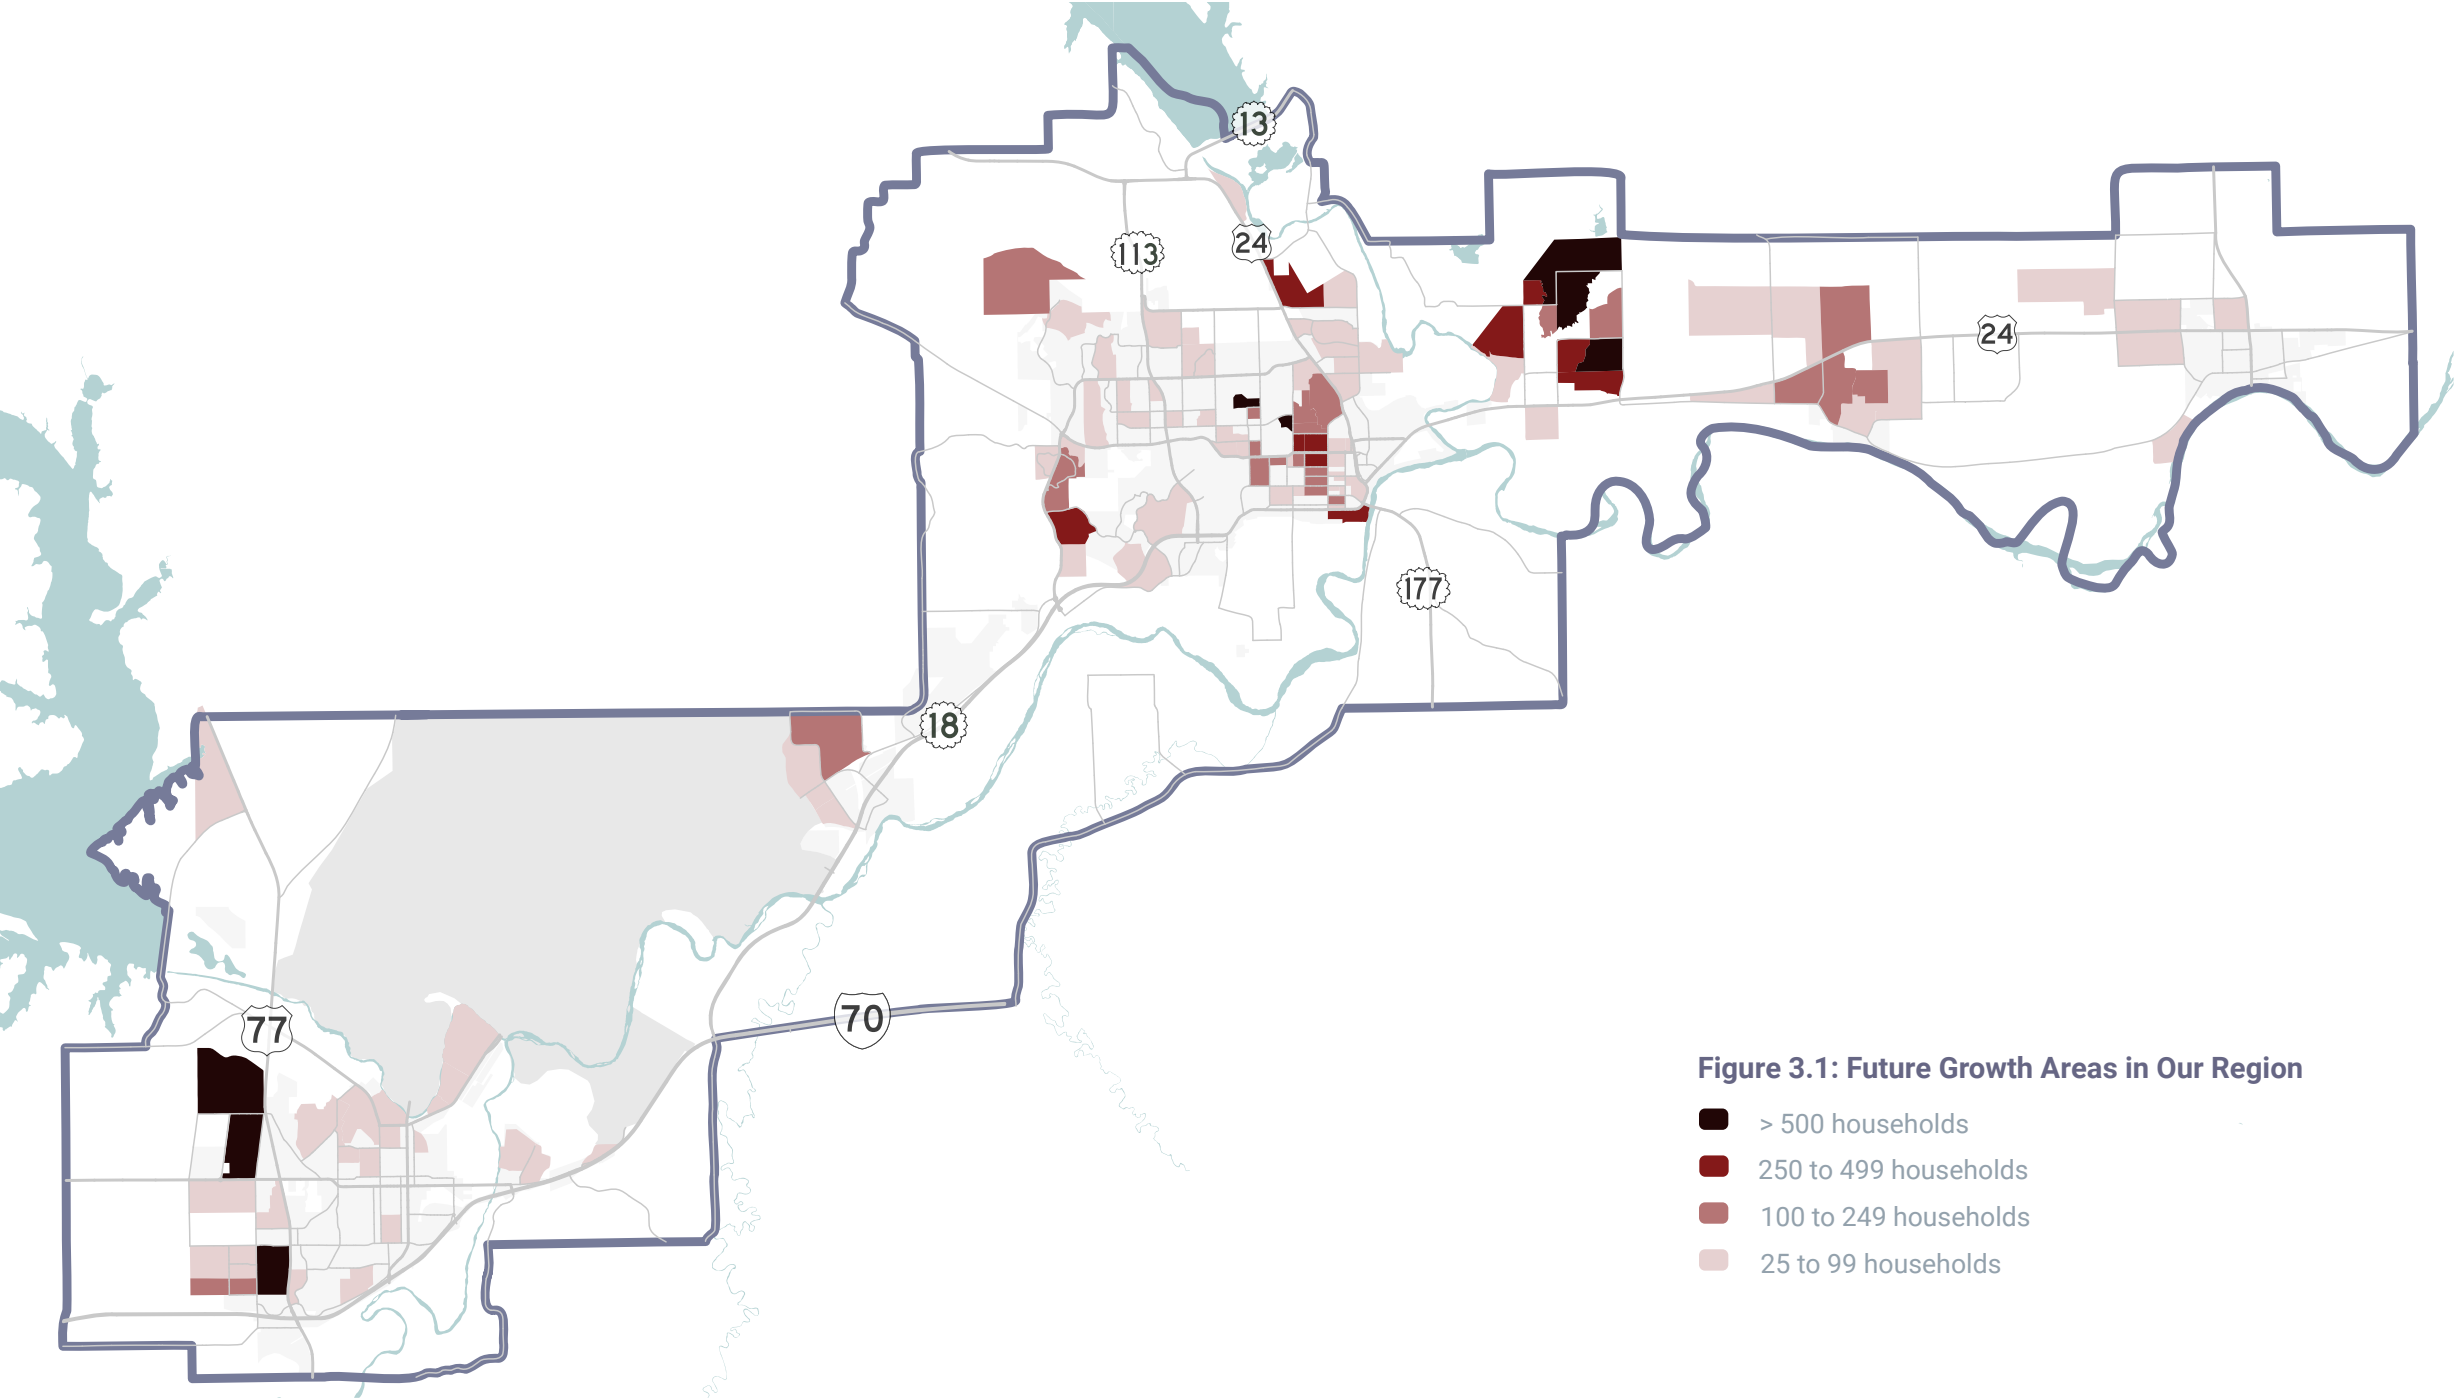 13
113
24
24
177
18
77
70
Figure 3.1: Future Growth Areas in Our Region
> 500 households
250 to 499 households
100 to 249 households
25 to 99 households